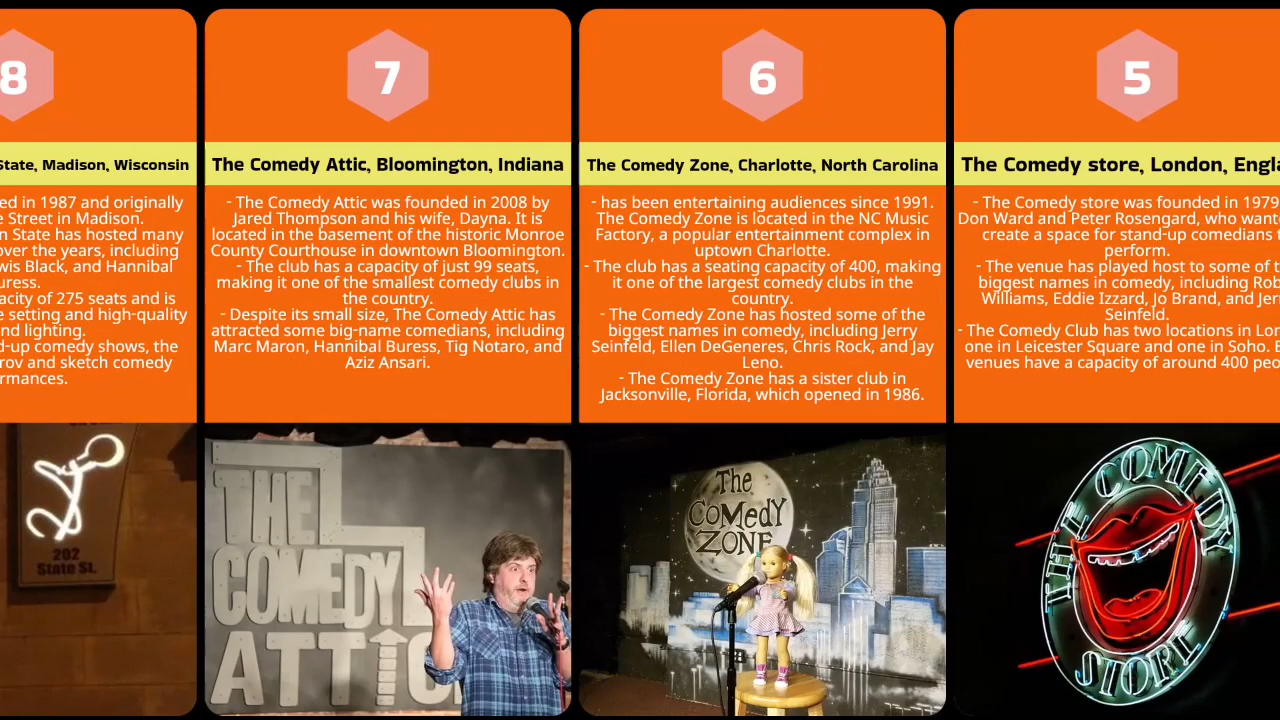 8
State, Madison, Wisconsin
ed in 1987 and originally
e Street in Madison.
n State has hosted many
over the years, including
wis Black, and Hannibal
uress.
acity of 275 seats and is
e setting and high-quality
nd lighting.
d-up comedy shows, the
rov and sketch comedy
rmances.
202
State St.
7
The Comedy Attic, Bloomington, Indiana
- The Comedy Attic was founded in 2008 by
Jared Thompson and his wife, Dayna. It is
located in the basement of the historic Monroe
County Courthouse in downtown Bloomington.
- The club has a capacity of just 99 seats,
making it one of the smallest comedy clubs in
the country.
- Despite its small size, The Comedy Attic has
attracted some big-name comedians, including
Marc Maron, Hannibal Buress, Tig Notaro, and
Aziz Ansari.
THE
COMEDY
ATTIC
6
The Comedy Zone, Charlotte, North Carolina
- has been entertaining audiences since 1991.
The Comedy Zone is located in the NC Music
Factory, a popular entertainment complex in
uptown Charlotte.
- The club has a seating capacity of 400, making
it one of the largest comedy clubs in the
country.
- The Comedy Zone has hosted some of the
biggest names in comedy, including Jerry
Seinfeld, Ellen DeGeneres, Chris Rock, and Jay
Leno.
- The Comedy Zone has a sister club in
Jacksonville, Florida, which opened in 1986.
The
COMEDY
ZONE
5
The Comedy store, London, Engla
- The Comedy store was founded in 1979
Don Ward and Peter Rosengard, who want
create a space for stand-up comedians t
perform.
- The venue has played host to some of t
biggest names in comedy, including Rob
Williams, Eddie Izzard, Jo Brand, and Jerr
Seinfeld.
- The Comedy Club has two locations in Lon
one in Leicester Square and one in Soho. B
venues have a capacity of around 400 peo
THE COMEDY
STORE